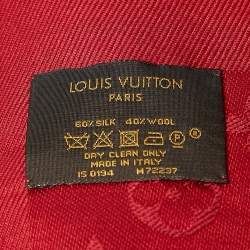 LOUIS VUITTON
PARIS
60%SILK 40%WOOL
DRY CLEAN ONLY
MADE IN ITALY
IS 0194 M72237